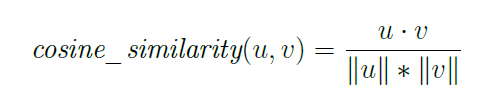 cosine_ similarity(u, v) = u · v / ‖u‖ ∗ ‖v‖